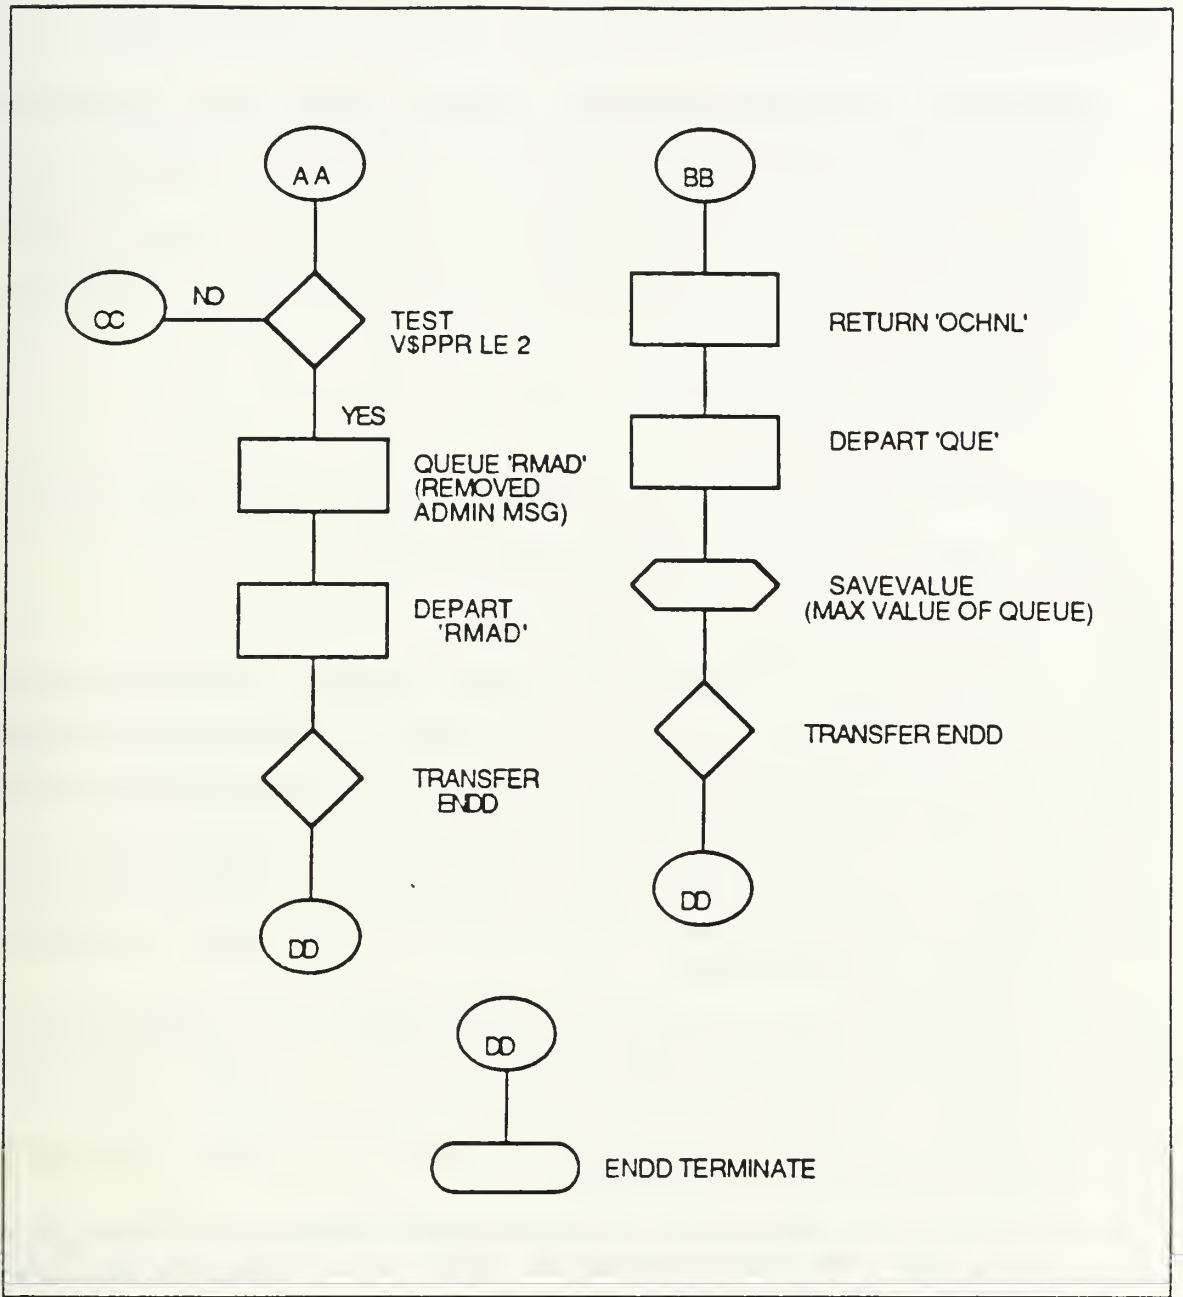 AA
CC
NO
TEST
V$PPR LE 2
YES
QUEUE 'RMAD'
(REMOVED
ADMIN MSG)
DEPART
'RMAD'
TRANSFER
ENDD
DD
BB
RETURN 'OCHNL'
DEPART 'QUE'
SAVEVALUE
(MAX VALUE OF QUEUE)
TRANSFER ENDD
DD
DD
ENDD TERMINATE